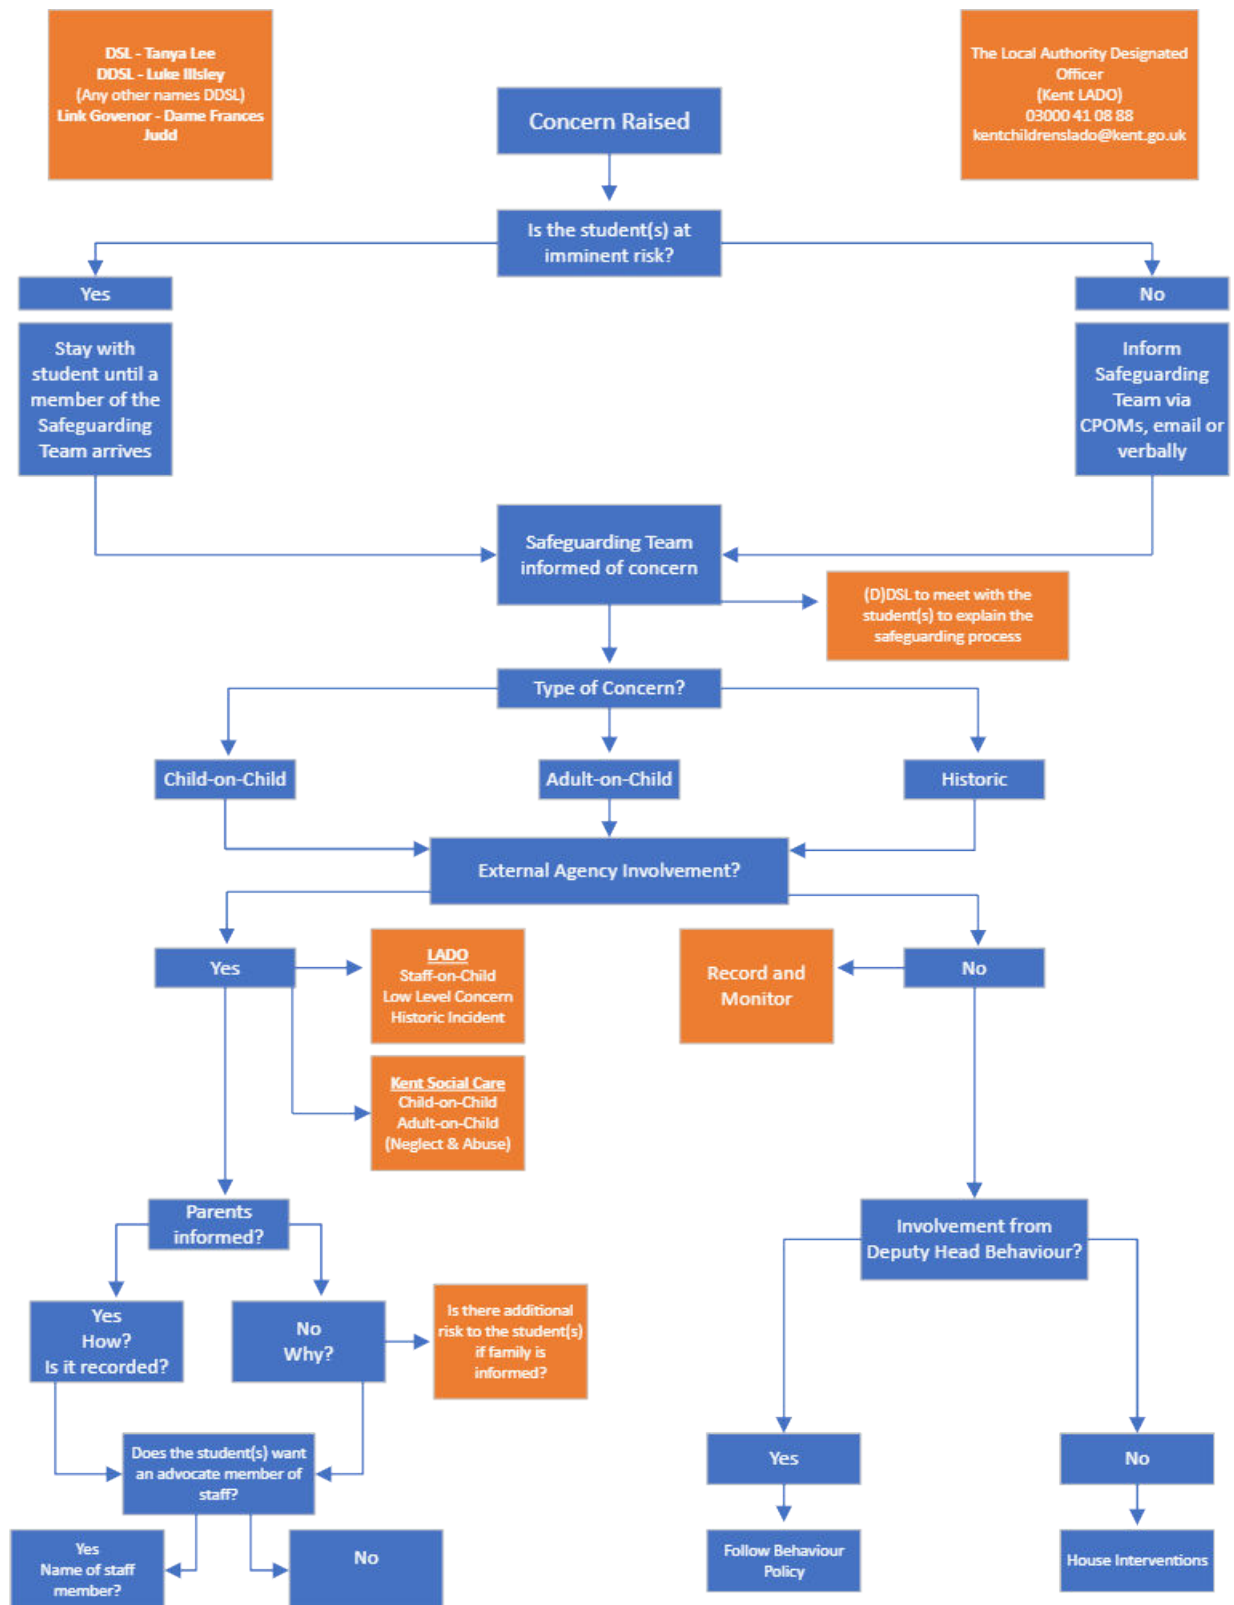 DSL - Tanya Lee
DDSL - Luke Illsley
(Any other names DDSL)
Link Govenor - Dame Frances
Judd
The Local Authority Designated
Officer
(Kent LADO)
03000 41 08 88
kentchildrenslado@kent.go.uk
Concern Raised
Is the student(s) at
imminent risk?
Yes
No
Stay with
student until a
member of the
Safeguarding
Team arrives
Inform
Safeguarding
Team via
CPOMs, email or
verbally
Safeguarding Team
informed of concern
(D)DSL to meet with the
student(s) to explain the
safeguarding process
Type of Concern?
Child-on-Child
Adult-on-Child
Historic
External Agency Involvement?
Yes
LADO
Staff-on-Child
Low Level Concern
Historic Incident
Record and
Monitor
No
Kent Social Care
Child-on-Child
Adult-on-Child
(Neglect & Abuse)
Parents
informed?
Involvement from
Deputy Head Behaviour?
Yes
How?
Is it recorded?
No
Why?
Is there additional
risk to the student(s)
if family is
informed?
Does the student(s) want
an advocate member of
staff?
Yes
No
Yes
Name of staff
member?
No
Follow Behaviour
Policy
House Interventions